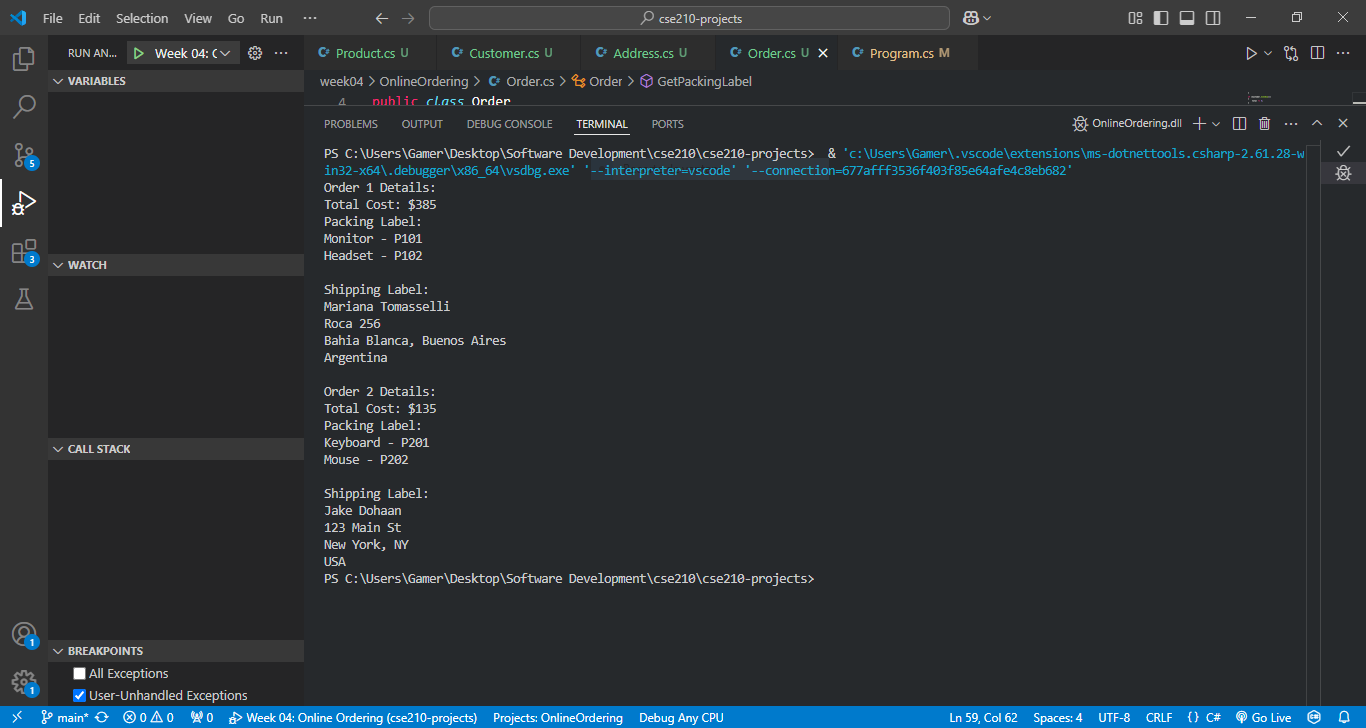 File Edit Selection View Go Run ··· cse210-projects
RUN AN... Week 04: C ···
Product.cs U Customer.cs U Address.cs U Order.cs U Program.cs M
week04 > OnlineOrdering > Order.cs > Order > GetPackingLabel
4 public class Order
VARIABLES
WATCH
CALL STACK
BREAKPOINTS
All Exceptions
User-Unhandled Exceptions
5
3
1
1
PROBLEMS OUTPUT DEBUG CONSOLE TERMINAL PORTS OnlineOrdering.dll
PS C:\Users\Gamer\Desktop\Software Development\cse210\cse210-projects>  & 'c:\Users\Gamer\.vscode\extensions\ms-dotnettools.csharp-2.61.28-w
in32-x64\.debugger\x86_64\vsdbg.exe' '--interpreter=vscode' '--connection=677afff3536f403f85e64afe4c8eb682'
Order 1 Details:
Total Cost: $385
Packing Label:
Monitor - P101
Headset - P102
Shipping Label:
Mariana Tomasselli
Roca 256
Bahia Blanca, Buenos Aires
Argentina
Order 2 Details:
Total Cost: $135
Packing Label:
Keyboard - P201
Mouse - P202
Shipping Label:
Jake Dohaan
123 Main St
New York, NY
USA
PS C:\Users\Gamer\Desktop\Software Development\cse210\cse210-projects>
main* 0 0 0 Week 04: Online Ordering (cse210-projects) Projects: OnlineOrdering Debug Any CPU Ln 59, Col 62 Spaces: 4 UTF-8 CRLF {} C# Go Live